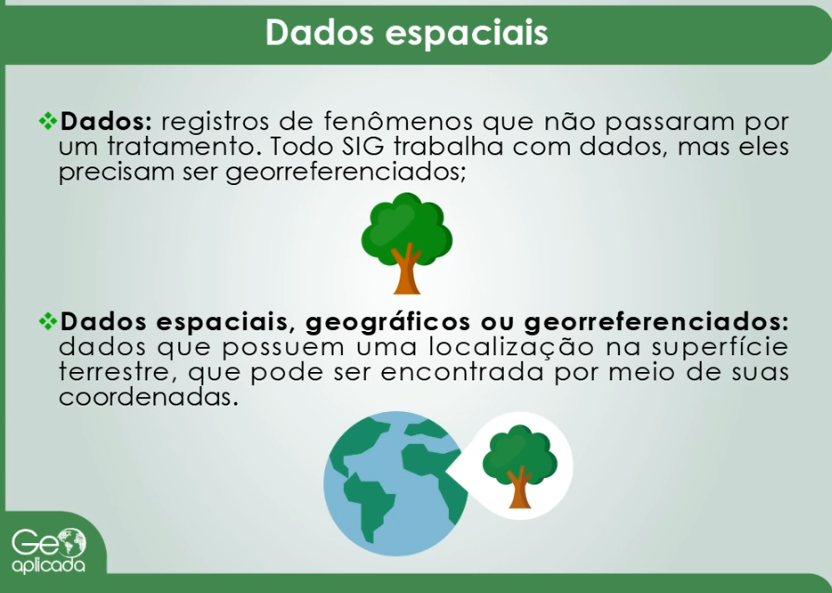 Dados espaciais
❖Dados: registros de fenômenos que não passaram por
um tratamento. Todo SIG trabalha com dados, mas eles
precisam ser georreferenciados;
❖Dados espaciais, geográficos ou georreferenciados:
dados que possuem uma localização na superfície
terrestre, que pode ser encontrada por meio de suas
coordenadas.
Geo
aplicada